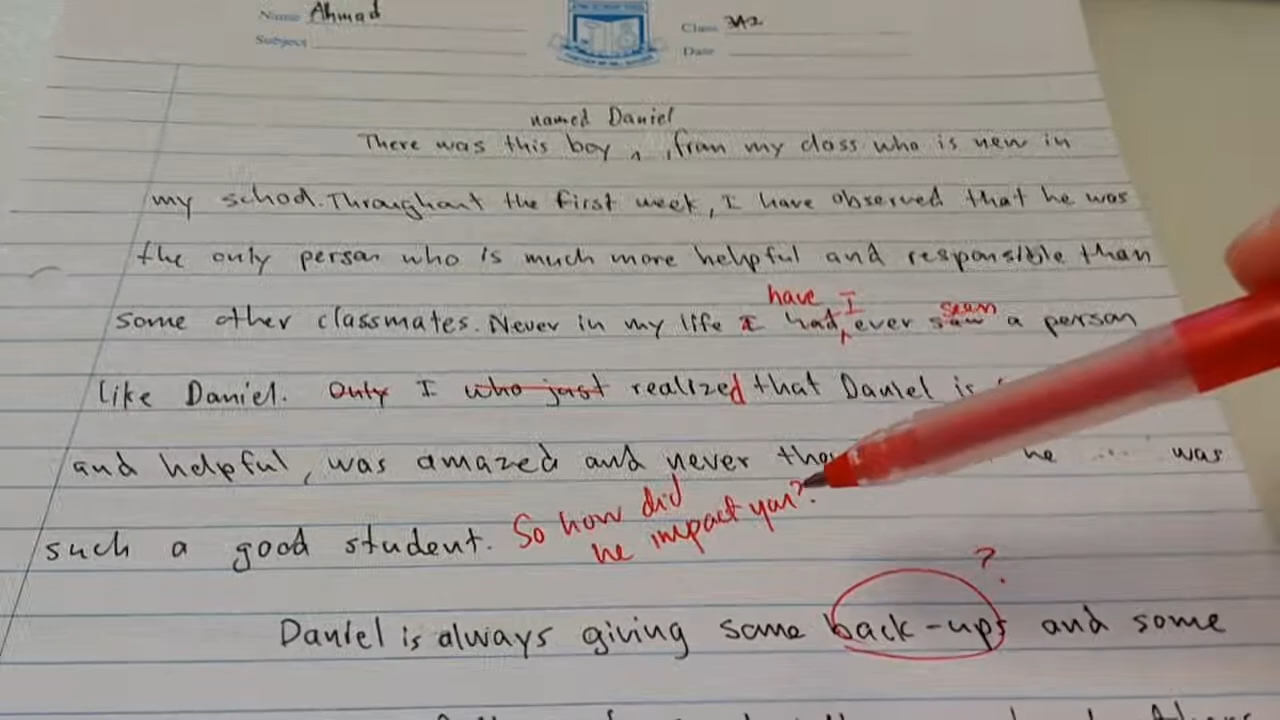 Name Ahmad
Class 3A2
Subject
Date
named Daniel
There was this boy , from my class who is new in
my school. Throughout the first week, I have observed that he was
the only person who is much more helpful and responsible than
some other classmates. Never in my life I had ever saw a person
have I seen
like Daniel. Only I who just realized that Daniel is
and helpful, was amazed and never he was
such a good student. So how did
he impact you?
?
Daniel is always giving some back-ups and some